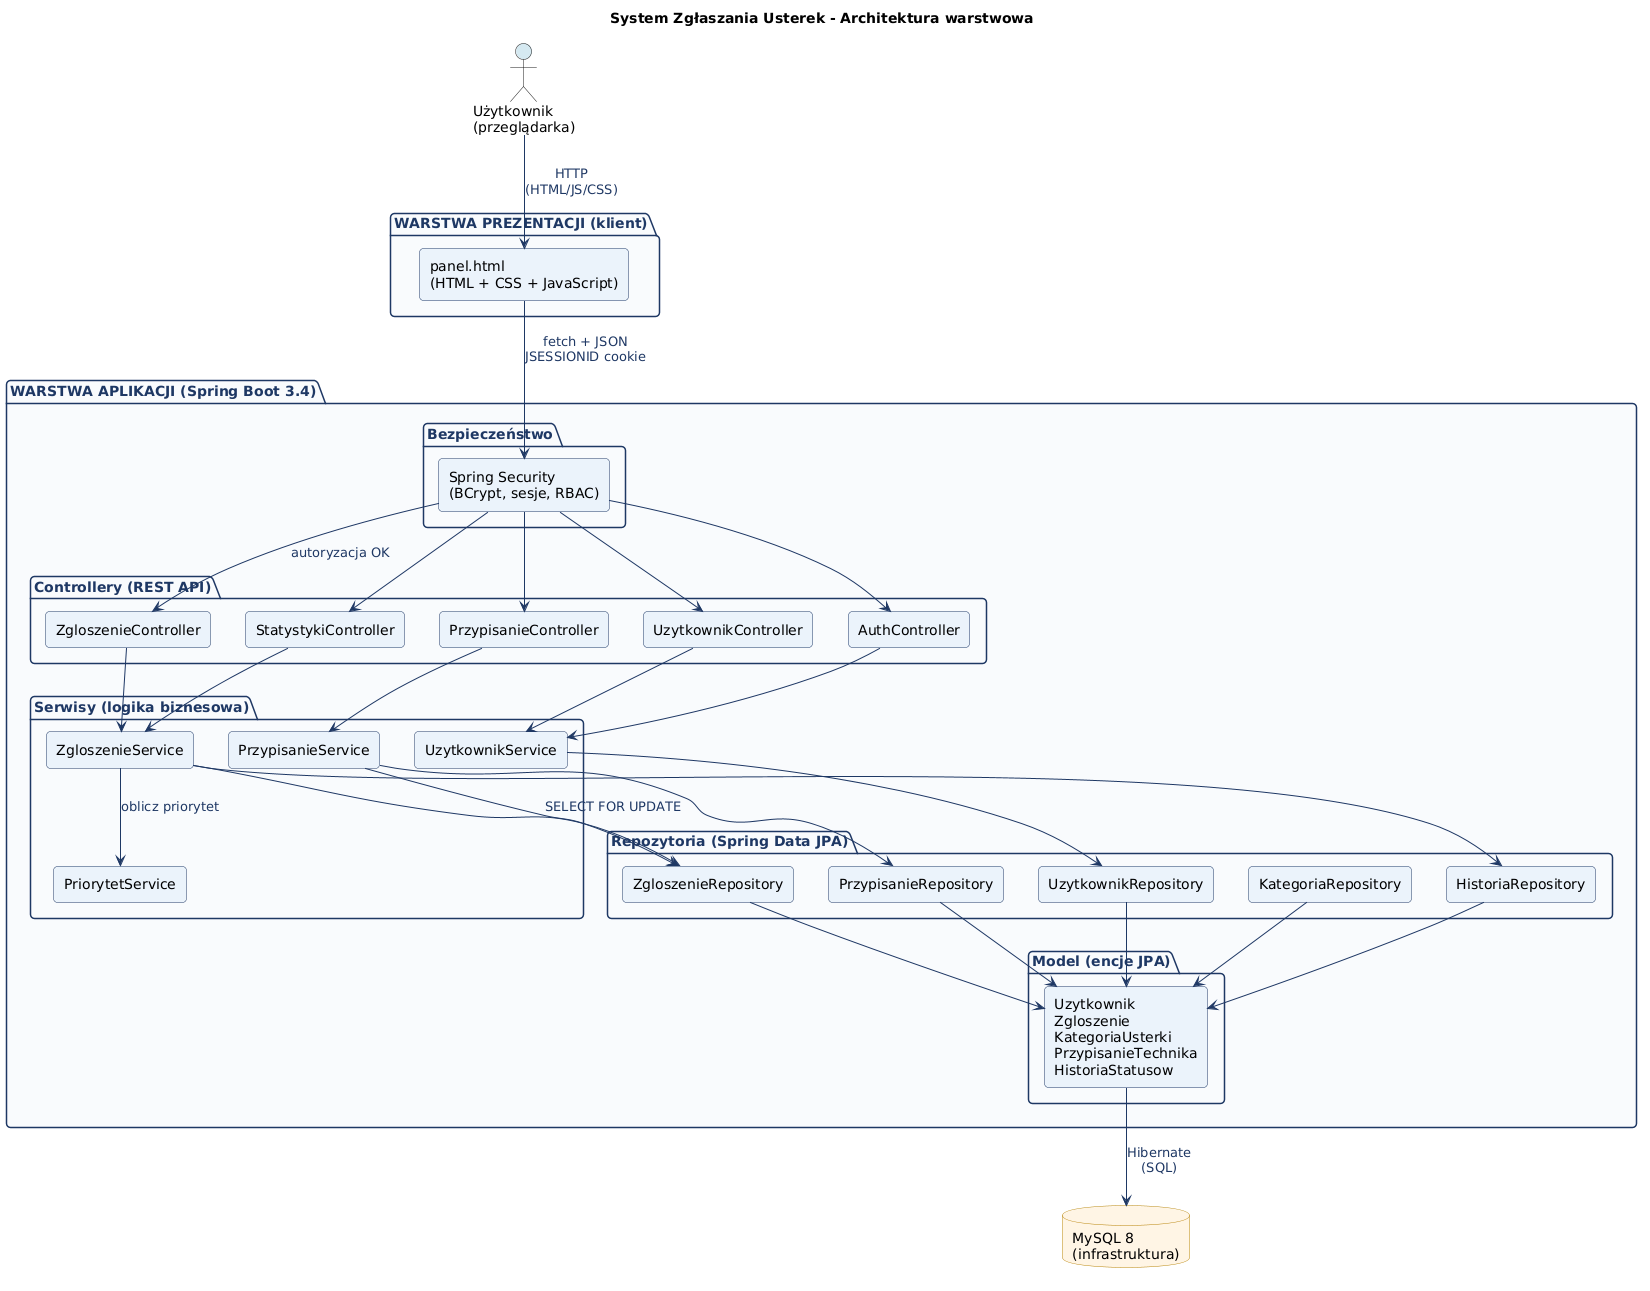 System Zgłaszania Usterek - Architektura warstwowa
Użytkownik
(przeglądarka)
HTTP
(HTML/JS/CSS)
WARSTWA PREZENTACJI (klient)
panel.html
(HTML + CSS + JavaScript)
fetch + JSON
JSESSIONID cookie
WARSTWA APLIKACJI (Spring Boot 3.4)
Bezpieczeństwo
Spring Security
(BCrypt, sesje, RBAC)
autoryzacja OK
Controllery (REST API)
ZgloszenieController
StatystykiController
PrzypisanieController
UzytkownikController
AuthController
Serwisy (logika biznesowa)
ZgloszenieService
PrzypisanieService
UzytkownikService
oblicz priorytet
SELECT FOR UPDATE
Repozytoria (Spring Data JPA)
PriorytetService
ZgloszenieRepository
PrzypisanieRepository
UzytkownikRepository
KategoriaRepository
HistoriaRepository
Model (encje JPA)
Uzytkownik
Zgloszenie
KategoriaUsterki
PrzypisanieTechnika
HistoriaStatusow
Hibernate
(SQL)
MySQL 8
(infrastruktura)